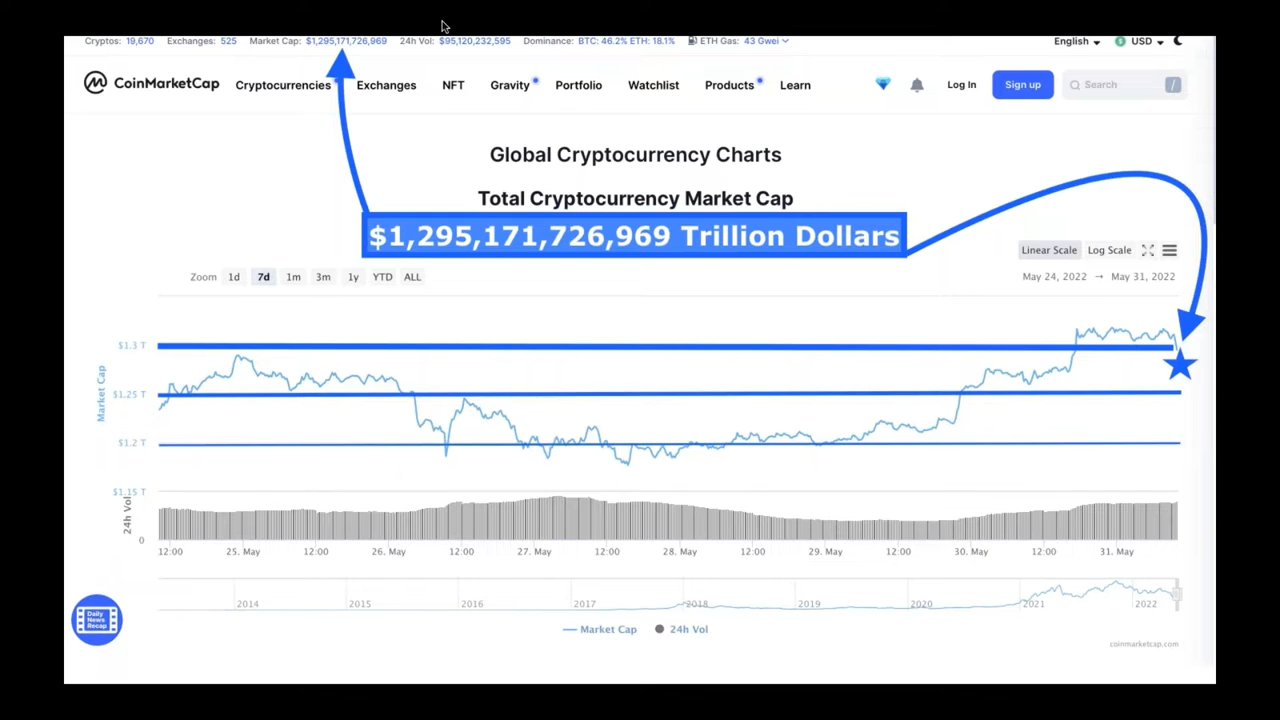 Cryptos: 19,670 Exchanges: 525 Market Cap: $1,295,171,726,969 24h Vol: $95,120,232,595 Dominance: BTC: 46.2% ETH: 18.1% ETH Gas: 43 Gwei English USD
CoinMarketCap Cryptocurrencies Exchanges NFT Gravity Portfolio Watchlist Products Learn Log In Sign up Search /
Global Cryptocurrency Charts
Total Cryptocurrency Market Cap
$1,295,171,726,969 Trillion Dollars
Linear Scale Log Scale
Zoom 1d 7d 1m 3m 1y YTD ALL May 24, 2022 → May 31, 2022
$1.3 T
$1.25 T
$1.2 T
$1.15 T
0
Market Cap
24h Vol
12:00 25. May 12:00 26. May 12:00 27. May 12:00 28. May 12:00 29. May 12:00 30. May 12:00 31. May
2014 2015 2016 2017 2018 2019 2020 2021 2022
Daily
News
Recap
Market Cap 24h Vol
coinmarketcap.com